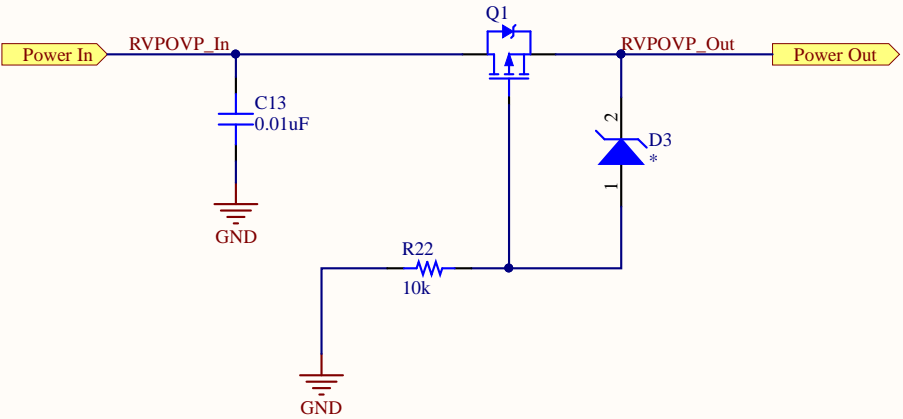 Q1
Power In
RVPOVP_In
RVPOVP_Out
Power Out
C13
0.01uF
2
D3
*
1
GND
R22
10k
GND